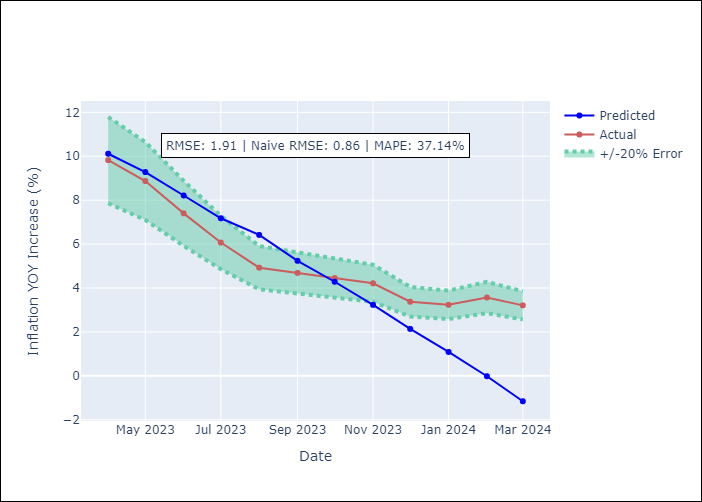 RMSE: 1.91 | Naive RMSE: 0.86 | MAPE: 37.14%
Predicted
Actual
+/-20% Error
12
10
8
6
4
2
0
−2
Inflation YOY Increase (%)
May 2023
Jul 2023
Sep 2023
Nov 2023
Jan 2024
Mar 2024
Date